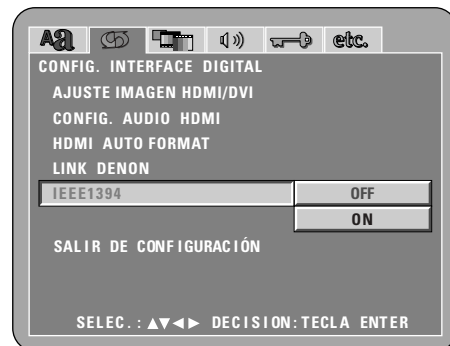 Aa etc.
CONFIG. INTERFACE DIGITAL
AJUSTE IMAGEN HDMI/DVI
CONFIG. AUDIO HDMI
HDMI AUTO FORMAT
LINK DENON
IEEE1394 OFF
ON
SALIR DE CONFIGURACIÓN
SELEC.:▲▼◄► DECISION:TECLA ENTER